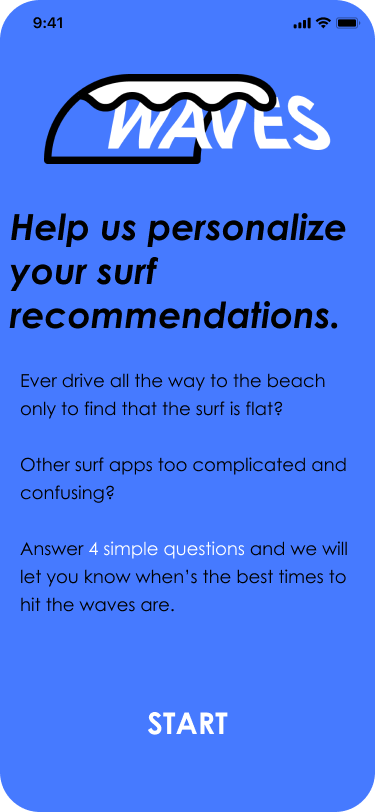 9:41
WAVES
Help us personalize
your surf
recommendations.
Ever drive all the way to the beach
only to find that the surf is flat?
Other surf apps too complicated and
confusing?
Answer 4 simple questions and we will
let you know when’s the best times to
hit the waves are.
START